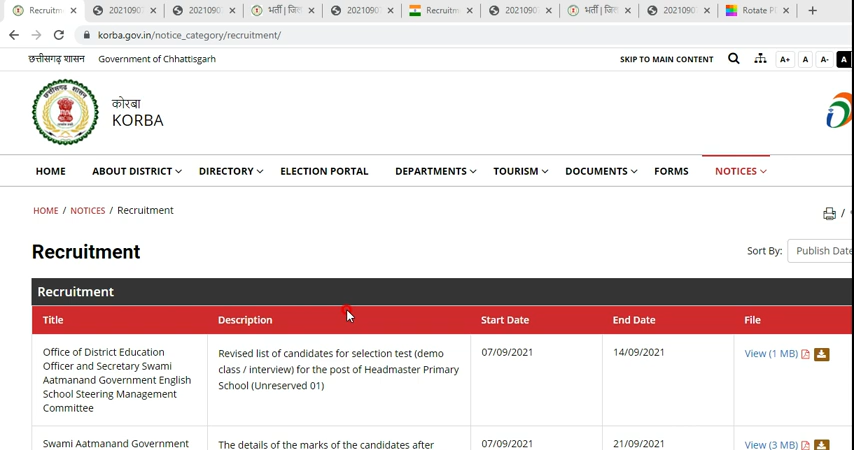 Recruitm 2021090 2021090 भर्ती | जिल 2021090 Recruitm 2021090 भर्ती | जिल 2021090 Rotate P
korba.gov.in/notice_category/recruitment/
छत्तीसगढ़ शासन Government of Chhattisgarh SKIP TO MAIN CONTENT A+ A A- A
कोरबा
KORBA
HOME ABOUT DISTRICT DIRECTORY ELECTION PORTAL DEPARTMENTS TOURISM DOCUMENTS FORMS NOTICES
HOME / NOTICES / Recruitment
Recruitment
Sort By: Publish Date
Recruitment
Title Description Start Date End Date File
Office of District Education
Officer and Secretary Swami
Aatmanand Government English
School Steering Management
Committee
Revised list of candidates for selection test (demo
class / interview) for the post of Headmaster Primary
School (Unreserved 01)
07/09/2021
14/09/2021
View (1 MB)
Swami Aatmanand Government
The details of the marks of the candidates after
07/09/2021
21/09/2021
View (3 MB)